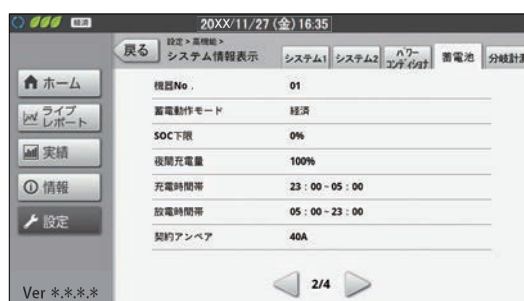 経済 20XX/11/27 (金) 16:35
戻る 設定 > 高機能 >
システム情報表示
システム1 システム2 パワーコンディショナ 蓄電池 分岐計測
ホーム
ライブレポート
実績
情報
設定
機器No. 01
蓄電動作モード 経済
SOC下限 0%
夜間充電量 100%
充電時間帯 23:00~05:00
放電時間帯 05:00~23:00
契約アンペア 40A
2/4
Ver *.*.*.*